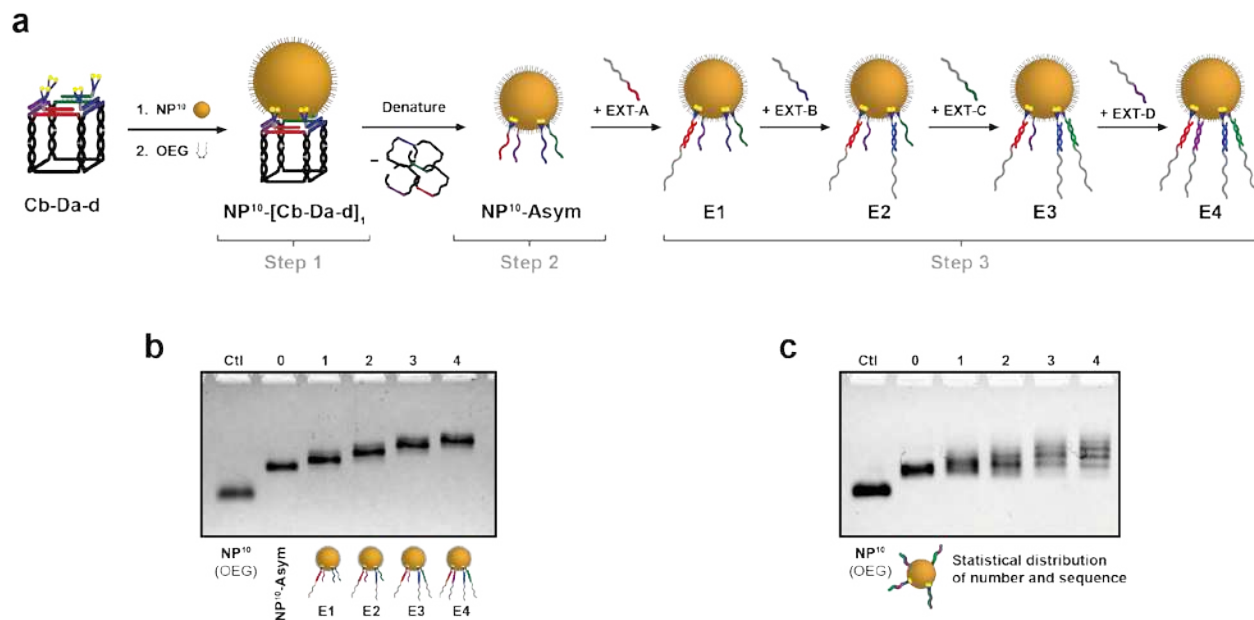 a
1. NP¹⁰
2. OEG
Denature
−
+ EXT-A
+ EXT-B
+ EXT-C
+ EXT-D
Cb-Da-d
NP¹⁰-[Cb-Da-d]₁
NP¹⁰-Asym
E1
E2
E3
E4
Step 1
Step 2
Step 3
b
Ctl 0 1 2 3 4
NP¹⁰
(OEG)
NP¹⁰-Asym
E1 E2 E3 E4
c
Ctl 0 1 2 3 4
NP¹⁰
(OEG)
Statistical distribution
of number and sequence